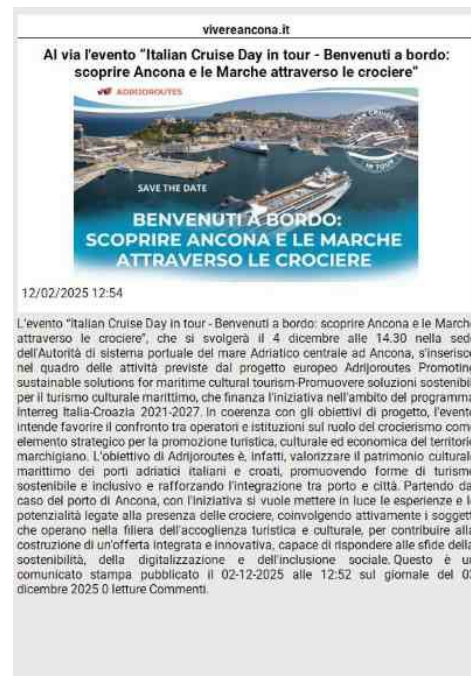 vivereancona.it
Al via l'evento "Italian Cruise Day in tour - Benvenuti a bordo:
scoprire Ancona e le Marche attraverso le crociere"
ADRIJOROUTES
SAVE THE DATE
BENVENUTI A BORDO:
SCOPRIRE ANCONA E LE MARCHE
ATTRAVERSO LE CROCIERE
IN TOUR
12/02/2025 12:54
L'evento "Italian Cruise Day in tour - Benvenuti a bordo: scoprire Ancona e le March
attraverso le crociere", che si svolgerà il 4 dicembre alle 14.30 nella sede
dell'Autorità di sistema portuale del mare Adriatico centrale ad Ancona, s'inserisce
nel quadro delle attività previste dal progetto europeo Adrijoroutes Promoting
sustainable solutions for maritime cultural tourism-Promuovere soluzioni sostenibil
per il turismo culturale marittimo, che finanza l'iniziativa nell'ambito del programma
Interreg Italia-Croazia 2021-2027. In coerenza con gli obiettivi di progetto, l'evento
intende favorire il confronto tra operatori e istituzioni sul ruolo del crocierismo come
elemento strategico per la promozione turistica, culturale ed economica del territorio
marchigiano. L'obiettivo di Adrijoroutes è, infatti, valorizzare il patrimonio culturale
marittimo dei porti adriatici italiani e croati, promuovendo forme di turismo
sostenibile e inclusivo e rafforzando l'integrazione tra porto e città. Partendo dal
caso del porto di Ancona, con l'iniziativa si vuole mettere in luce le esperienze e le
potenzialità legate alla presenza delle crociere, coinvolgendo attivamente i soggett
che operano nella filiera dell'accoglienza turistica e culturale, per contribuire alla
costruzione di un'offerta integrata e innovativa, capace di rispondere alle sfide della
sostenibilità, della digitalizzazione e dell'inclusione sociale. Questo è un
comunicato stampa pubblicato il 02-12-2025 alle 12:52 sul giornale del 03
dicembre 2025 0 letture Commenti.